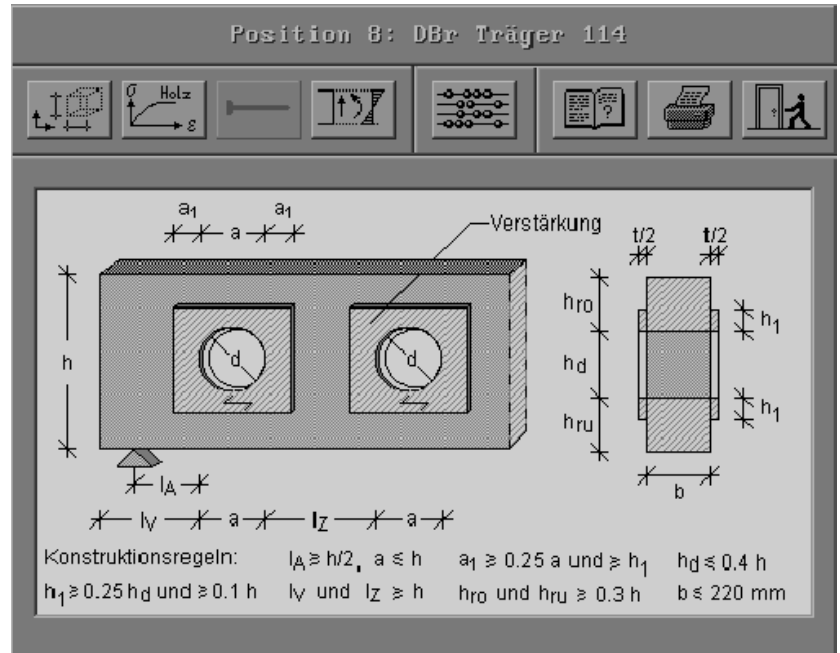 Position 8: DBr Träger 114
σ Holz
ε
?
a1 a a1
Verstärkung
t/2 t/2
hro
h1
h
d d
hd
h1
hru
lA
b
lV a lZ a
Konstruktionsregeln: lA ≥ h/2, a ≤ h a1 ≥ 0.25 a und ≥ h1 hd ≤ 0.4 h
h1 ≥ 0.25 hd und ≥ 0.1 h lV und lZ ≥ h hro und hru ≥ 0.3 h b ≤ 220 mm